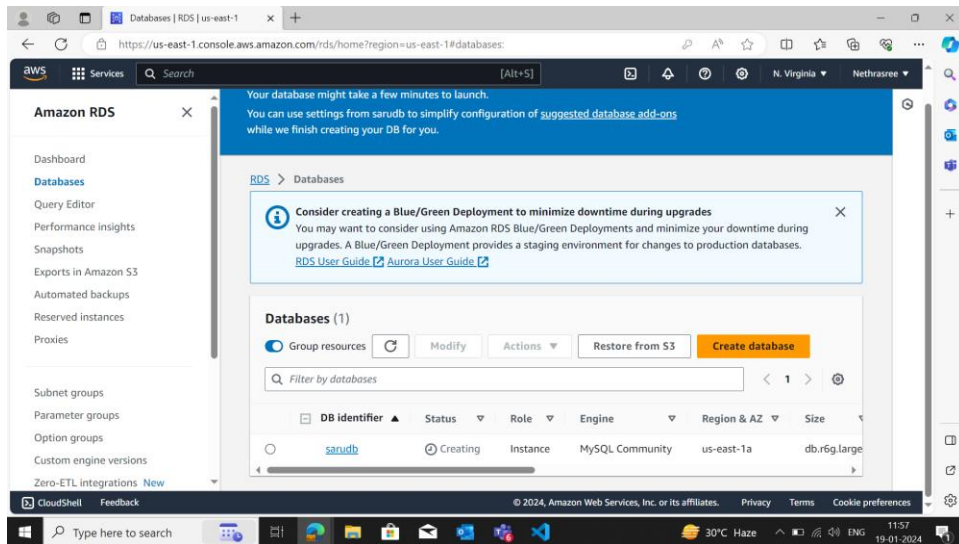 Databases | RDS | us-east-1
https://us-east-1.console.aws.amazon.com/rds/home?region=us-east-1#databases:
aws Services Search [Alt+S] N. Virginia ▼ Nethrasree ▼
Amazon RDS
Dashboard
Databases
Query Editor
Performance insights
Snapshots
Exports in Amazon S3
Automated backups
Reserved instances
Proxies
Subnet groups
Parameter groups
Option groups
Custom engine versions
Zero-ETL integrations New
Your database might take a few minutes to launch.
You can use settings from sarudb to simplify configuration of suggested database add-ons
while we finish creating your DB for you.
RDS > Databases
Consider creating a Blue/Green Deployment to minimize downtime during upgrades
You may want to consider using Amazon RDS Blue/Green Deployments and minimize your downtime during
upgrades. A Blue/Green Deployment provides a staging environment for changes to production databases.
RDS User Guide Aurora User Guide
Databases (1)
Group resources Modify Actions ▼ Restore from S3 Create database
Filter by databases
< 1 >
DB identifier ▲ Status Role Engine Region & AZ Size
sarudb Creating Instance MySQL Community us-east-1a db.r6g.large
CloudShell Feedback © 2024, Amazon Web Services, Inc. or its affiliates. Privacy Terms Cookie preferences
Type here to search 30°C Haze ENG 11:57
19-01-2024